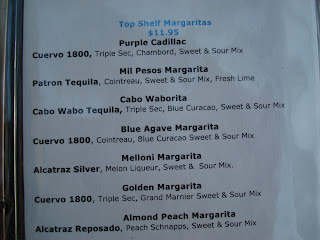 Top Shelf Margaritas
$11.95
Purple Cadillac
Cuervo 1800, Triple Sec, Chambord, Sweet & Sour Mix
Mil Pesos Margarita
Patron Tequila, Cointreau, Sweet & Sour Mix, Fresh Lime
Cabo Waborita
Cabo Wabo Tequila, Triple Sec, Blue Caracao, Sweet & Sour Mix
Blue Agave Margarita
Cuervo 1800, Cointreau, Blue Curacao Sweet & Sour Mix
Melloni Margarita
Alcatraz Silver, Melon Liqueur, Sweet & Sour Mix.
Golden Margarita
Cuervo 1800, Triple Sec, Grand Marnier Sweet & Sour Mix
Almond Peach Margarita
Alcatraz Reposado, Peach Schnapps, Sweet & Sour Mix